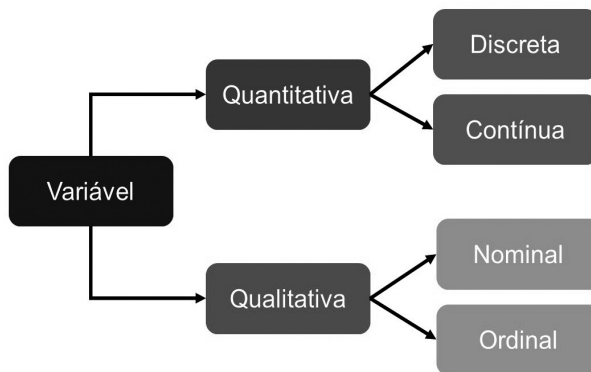 Variável
Quantitativa
Discreta
Contínua
Qualitativa
Nominal
Ordinal